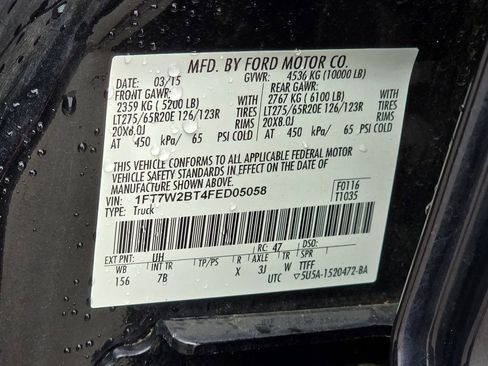 MFD. BY FORD MOTOR CO.
DATE: 03/15 GVWR: 4536 KG (10000 LB)
FRONT GAWR: REAR GAWR:
2359 KG ( 5200 LB) WITH 2767 KG ( 6100 LB) WITH
LT275/65R20E 126/123R TIRES LT275/65R20E 126/123R TIRES
20X8.0J RIMS 20X8.0J RIMS
AT 450 kPa/ 65 PSI COLD AT 450 kPa/ 65 PSI COLD
THIS VEHICLE CONFORMS TO ALL APPLICABLE FEDERAL MOTOR
VEHICLE SAFETY STANDARDS IN EFFECT ON THE DATE OF
MANUFACTURE SHOWN ABOVE.
VIN: 1FT7W2BT4FED05058 F0116
TYPE: Truck T1035
EXT PNT: UH RC: 47 DSO:
WB INT TR TP/PS R AXLE TR SPR
156 7B X 3J W TTFF
UTC ▽5U5A-1520472-BA